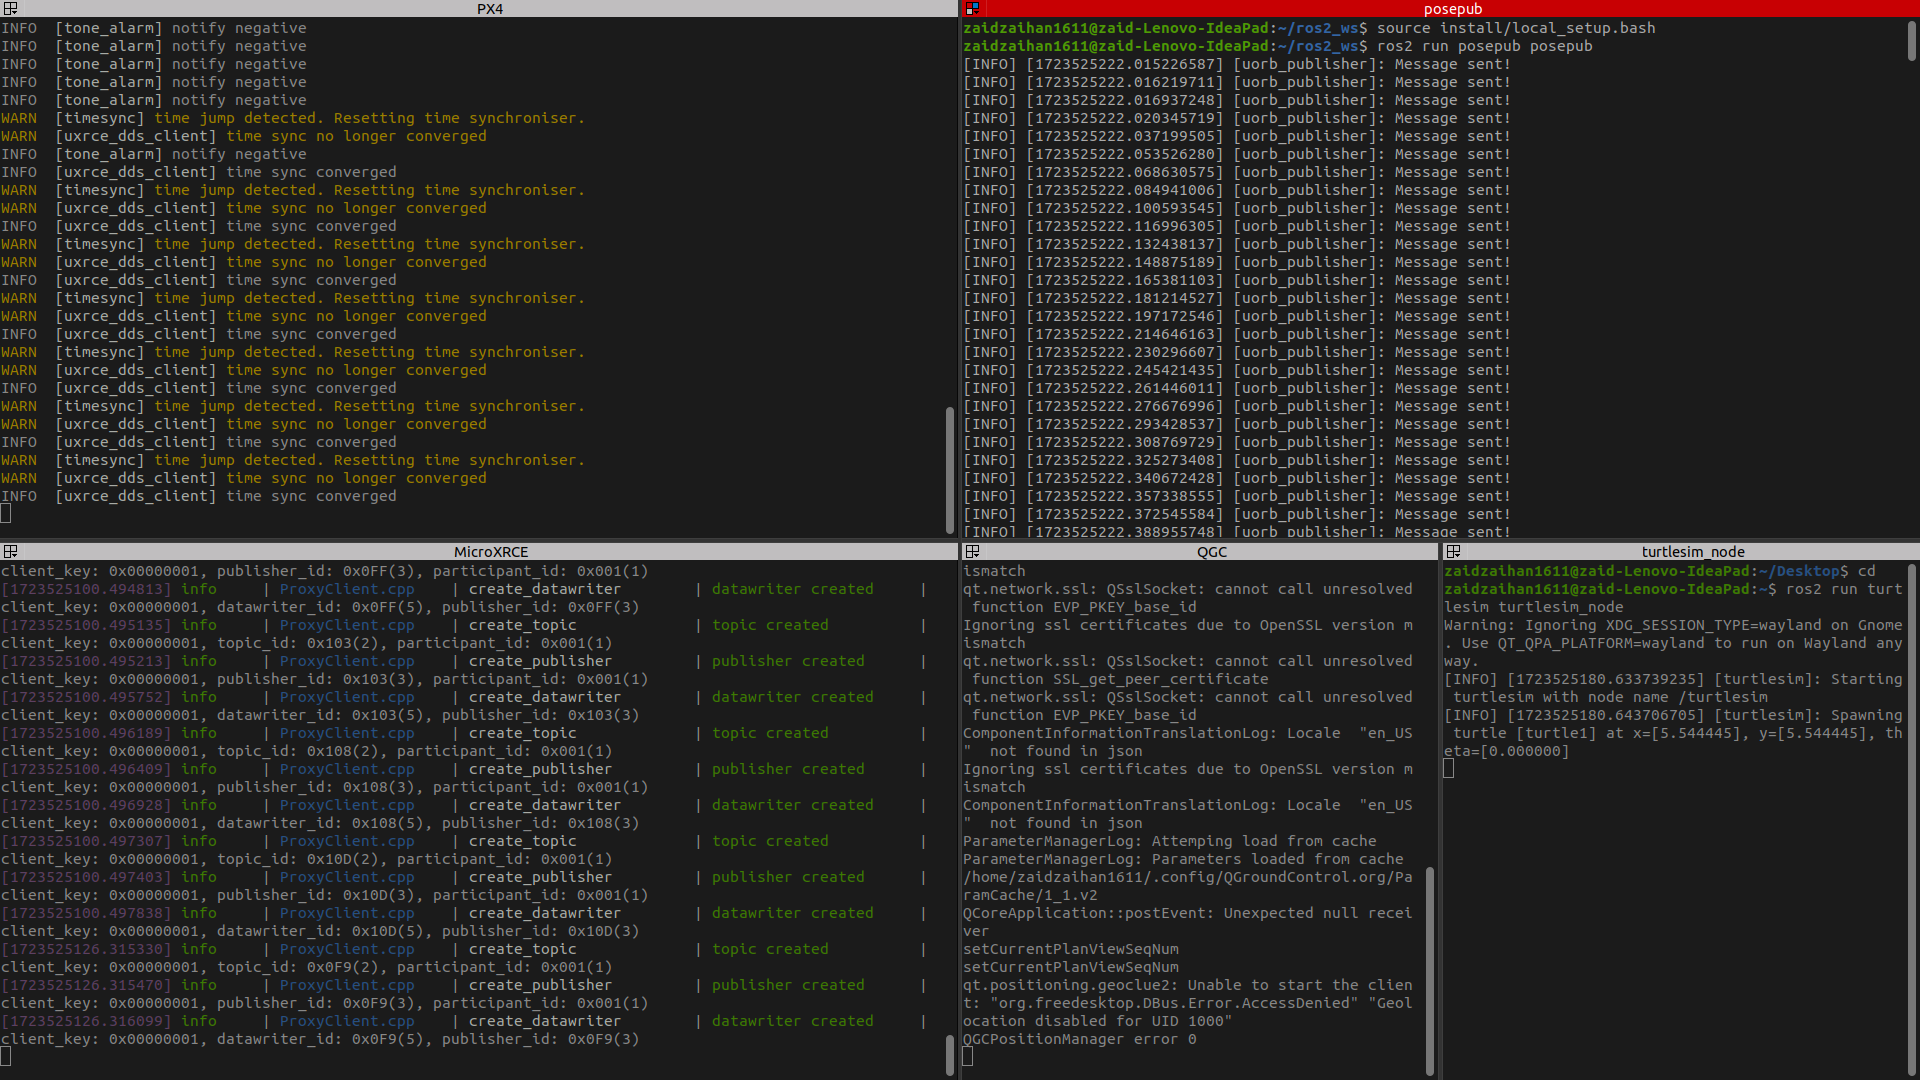 PX4
INFO  [tone_alarm] notify negative
INFO  [tone_alarm] notify negative
INFO  [tone_alarm] notify negative
INFO  [tone_alarm] notify negative
INFO  [tone_alarm] notify negative
WARN  [timesync] time jump detected. Resetting time synchroniser.
WARN  [uxrce_dds_client] time sync no longer converged
INFO  [tone_alarm] notify negative
INFO  [uxrce_dds_client] time sync converged
WARN  [timesync] time jump detected. Resetting time synchroniser.
WARN  [uxrce_dds_client] time sync no longer converged
INFO  [uxrce_dds_client] time sync converged
WARN  [timesync] time jump detected. Resetting time synchroniser.
WARN  [uxrce_dds_client] time sync no longer converged
INFO  [uxrce_dds_client] time sync converged
WARN  [timesync] time jump detected. Resetting time synchroniser.
WARN  [uxrce_dds_client] time sync no longer converged
INFO  [uxrce_dds_client] time sync converged
WARN  [timesync] time jump detected. Resetting time synchroniser.
WARN  [uxrce_dds_client] time sync no longer converged
INFO  [uxrce_dds_client] time sync converged
WARN  [timesync] time jump detected. Resetting time synchroniser.
WARN  [uxrce_dds_client] time sync no longer converged
INFO  [uxrce_dds_client] time sync converged
WARN  [timesync] time jump detected. Resetting time synchroniser.
WARN  [uxrce_dds_client] time sync no longer converged
INFO  [uxrce_dds_client] time sync converged
posepub
zaidzaihan1611@zaid-Lenovo-IdeaPad:~/ros2_ws$ source install/local_setup.bash
zaidzaihan1611@zaid-Lenovo-IdeaPad:~/ros2_ws$ ros2 run posepub posepub
[INFO] [1723525222.015226587] [uorb_publisher]: Message sent!
[INFO] [1723525222.016219711] [uorb_publisher]: Message sent!
[INFO] [1723525222.016937248] [uorb_publisher]: Message sent!
[INFO] [1723525222.020345719] [uorb_publisher]: Message sent!
[INFO] [1723525222.037199505] [uorb_publisher]: Message sent!
[INFO] [1723525222.053526280] [uorb_publisher]: Message sent!
[INFO] [1723525222.068630575] [uorb_publisher]: Message sent!
[INFO] [1723525222.084941006] [uorb_publisher]: Message sent!
[INFO] [1723525222.100593545] [uorb_publisher]: Message sent!
[INFO] [1723525222.116996305] [uorb_publisher]: Message sent!
[INFO] [1723525222.132438137] [uorb_publisher]: Message sent!
[INFO] [1723525222.148875189] [uorb_publisher]: Message sent!
[INFO] [1723525222.165381103] [uorb_publisher]: Message sent!
[INFO] [1723525222.181214527] [uorb_publisher]: Message sent!
[INFO] [1723525222.197172546] [uorb_publisher]: Message sent!
[INFO] [1723525222.214646163] [uorb_publisher]: Message sent!
[INFO] [1723525222.230296607] [uorb_publisher]: Message sent!
[INFO] [1723525222.245421435] [uorb_publisher]: Message sent!
[INFO] [1723525222.261446011] [uorb_publisher]: Message sent!
[INFO] [1723525222.276676996] [uorb_publisher]: Message sent!
[INFO] [1723525222.293428537] [uorb_publisher]: Message sent!
[INFO] [1723525222.308769729] [uorb_publisher]: Message sent!
[INFO] [1723525222.325273408] [uorb_publisher]: Message sent!
[INFO] [1723525222.340672428] [uorb_publisher]: Message sent!
[INFO] [1723525222.357338555] [uorb_publisher]: Message sent!
[INFO] [1723525222.372545584] [uorb_publisher]: Message sent!
[INFO] [1723525222.388955748] [uorb_publisher]: Message sent!
MicroXRCE
client_key: 0x00000001, publisher_id: 0x0FF(3), participant_id: 0x001(1)
[1723525100.494813] info     | ProxyClient.cpp    | create_datawriter        | datawriter created     |
client_key: 0x00000001, datawriter_id: 0x0FF(5), publisher_id: 0x0FF(3)
[1723525100.495135] info     | ProxyClient.cpp    | create_topic             | topic created          |
client_key: 0x00000001, topic_id: 0x103(2), participant_id: 0x001(1)
[1723525100.495213] info     | ProxyClient.cpp    | create_publisher         | publisher created      |
client_key: 0x00000001, publisher_id: 0x103(3), participant_id: 0x001(1)
[1723525100.495752] info     | ProxyClient.cpp    | create_datawriter        | datawriter created     |
client_key: 0x00000001, datawriter_id: 0x103(5), publisher_id: 0x103(3)
[1723525100.496189] info     | ProxyClient.cpp    | create_topic             | topic created          |
client_key: 0x00000001, topic_id: 0x108(2), participant_id: 0x001(1)
[1723525100.496409] info     | ProxyClient.cpp    | create_publisher         | publisher created      |
client_key: 0x00000001, publisher_id: 0x108(3), participant_id: 0x001(1)
[1723525100.496928] info     | ProxyClient.cpp    | create_datawriter        | datawriter created     |
client_key: 0x00000001, datawriter_id: 0x108(5), publisher_id: 0x108(3)
[1723525100.497307] info     | ProxyClient.cpp    | create_topic             | topic created          |
client_key: 0x00000001, topic_id: 0x10D(2), participant_id: 0x001(1)
[1723525100.497403] info     | ProxyClient.cpp    | create_publisher         | publisher created      |
client_key: 0x00000001, publisher_id: 0x10D(3), participant_id: 0x001(1)
[1723525100.497838] info     | ProxyClient.cpp    | create_datawriter        | datawriter created     |
client_key: 0x00000001, datawriter_id: 0x10D(5), publisher_id: 0x10D(3)
[1723525126.315330] info     | ProxyClient.cpp    | create_topic             | topic created          |
client_key: 0x00000001, topic_id: 0x0F9(2), participant_id: 0x001(1)
[1723525126.315470] info     | ProxyClient.cpp    | create_publisher         | publisher created      |
client_key: 0x00000001, publisher_id: 0x0F9(3), participant_id: 0x001(1)
[1723525126.316099] info     | ProxyClient.cpp    | create_datawriter        | datawriter created     |
client_key: 0x00000001, datawriter_id: 0x0F9(5), publisher_id: 0x0F9(3)
QGC
ismatch
qt.network.ssl: QSslSocket: cannot call unresolved
 function EVP_PKEY_base_id
Ignoring ssl certificates due to OpenSSL version m
ismatch
qt.network.ssl: QSslSocket: cannot call unresolved
 function SSL_get_peer_certificate
qt.network.ssl: QSslSocket: cannot call unresolved
 function EVP_PKEY_base_id
ComponentInformationTranslationLog: Locale  "en_US
"  not found in json
Ignoring ssl certificates due to OpenSSL version m
ismatch
ComponentInformationTranslationLog: Locale  "en_US
"  not found in json
ParameterManagerLog: Attemping load from cache
ParameterManagerLog: Parameters loaded from cache
/home/zaidzaihan1611/.config/QGroundControl.org/Pa
ramCache/1_1.v2
QCoreApplication::postEvent: Unexpected null recei
ver
setCurrentPlanViewSeqNum
setCurrentPlanViewSeqNum
qt.positioning.geoclue2: Unable to start the clien
t: "org.freedesktop.DBus.Error.AccessDenied" "Geol
ocation disabled for UID 1000"
QGCPositionManager error 0
turtlesim_node
zaidzaihan1611@zaid-Lenovo-IdeaPad:~/Desktop$ cd
zaidzaihan1611@zaid-Lenovo-IdeaPad:~$ ros2 run turt
lesim turtlesim_node
Warning: Ignoring XDG_SESSION_TYPE=wayland on Gnome
. Use QT_QPA_PLATFORM=wayland to run on Wayland any
way.
[INFO] [1723525180.633739235] [turtlesim]: Starting
 turtlesim with node name /turtlesim
[INFO] [1723525180.643706705] [turtlesim]: Spawning
 turtle [turtle1] at x=[5.544445], y=[5.544445], th
eta=[0.000000]